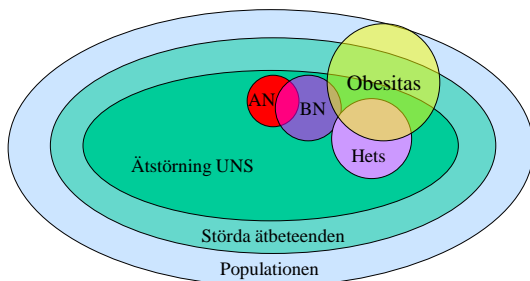 Obesitas
AN
BN
Hets
Ätstörning UNS
Störda ätbeteenden
Populationen